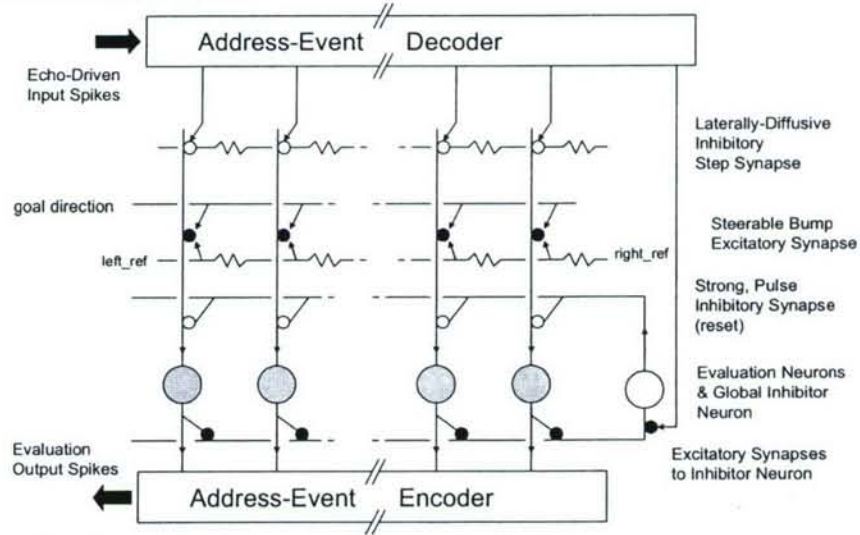 Address-Event Decoder
Echo-Driven
Input Spikes
Laterally-Diffusive
Inhibitory
Step Synapse
goal direction
Steerable Bump
Excitatory Synapse
left_ref
right_ref
Strong, Pulse
Inhibitory Synapse
(reset)
Evaluation Neurons
& Global Inhibitor
Neuron
Evaluation
Output Spikes
Excitatory Synapses
to Inhibitor Neuron
Address-Event Encoder